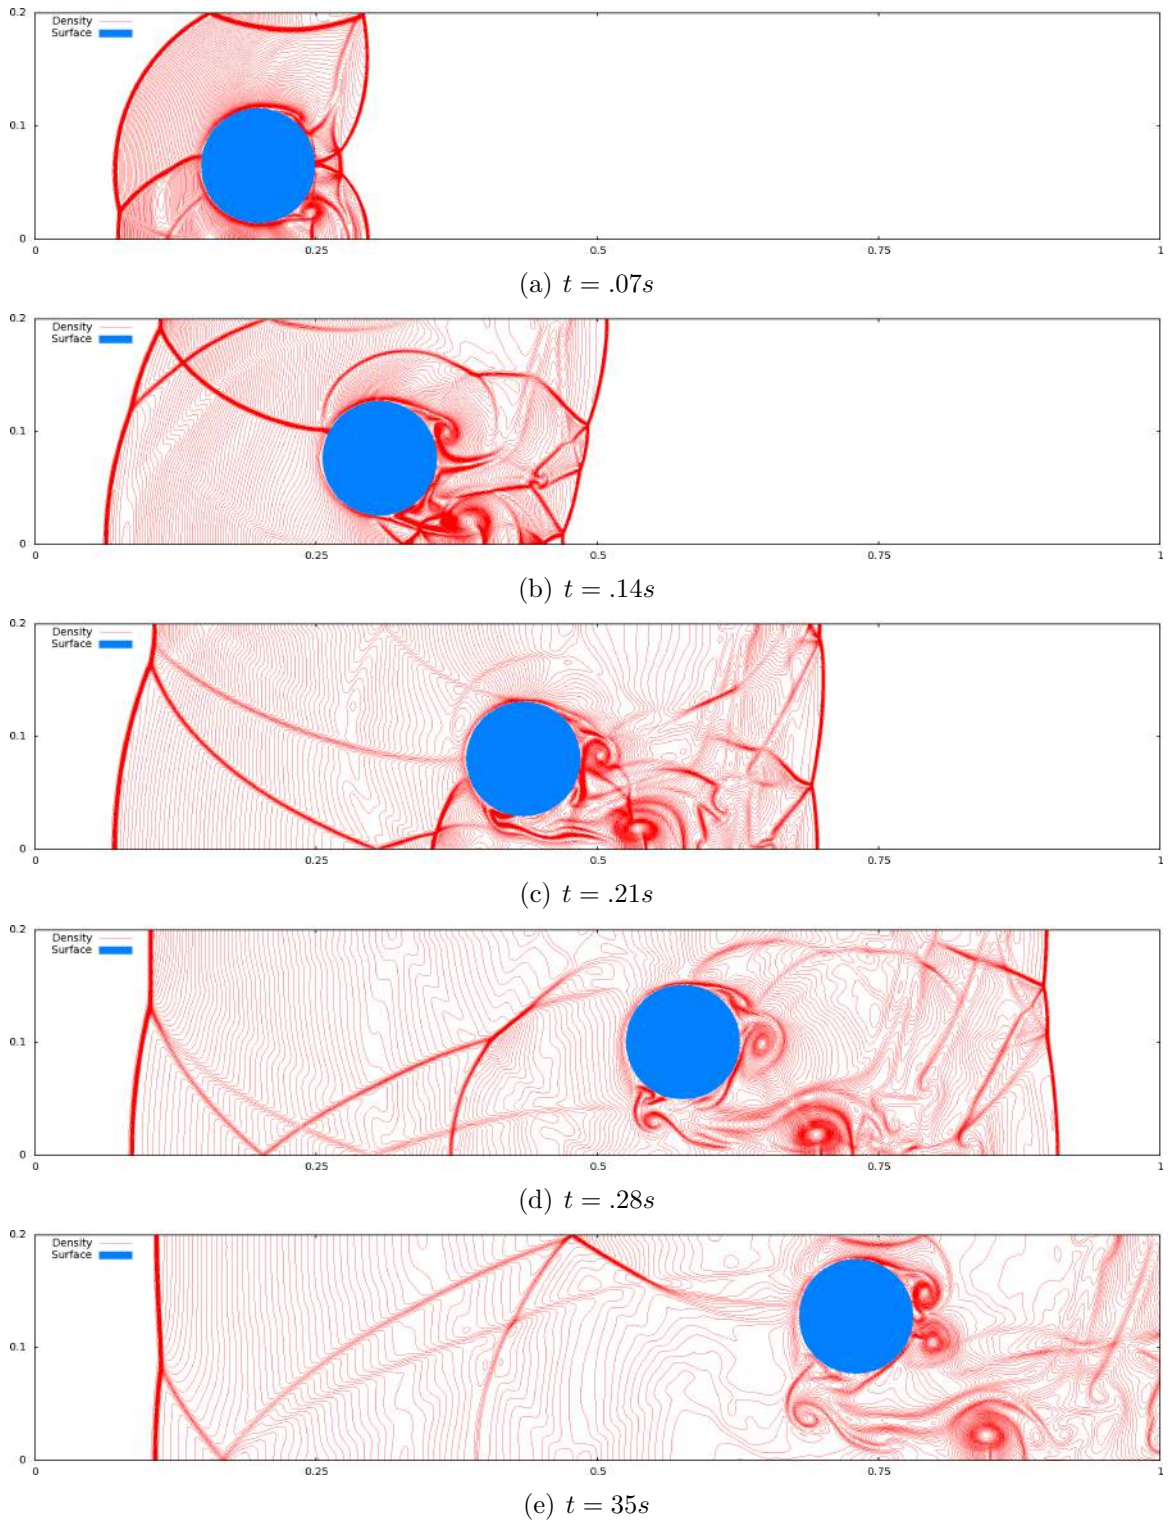 0.2
Density
Surface
0.1
0
0 0.25 0.5 0.75 1
(a) t = .07s
0.2
Density
Surface
0.1
0
0 0.25 0.5 0.75 1
(b) t = .14s
0.2
Density
Surface
0.1
0
0 0.25 0.5 0.75 1
(c) t = .21s
0.2
Density
Surface
0.1
0
0 0.25 0.5 0.75 1
(d) t = .28s
0.2
Density
Surface
0.1
0
0 0.25 0.5 0.75 1
(e) t = 35s